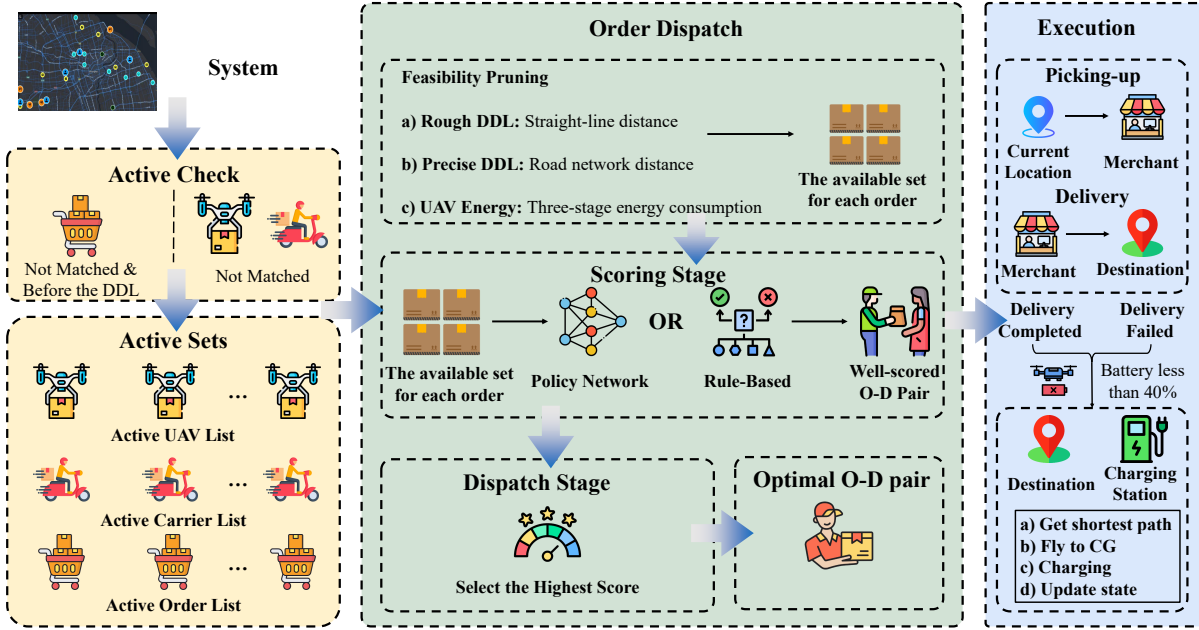 System
Active Check
Not Matched &
Before the DDL
Not Matched
Active Sets
...
Active UAV List
...
Active Carrier List
...
Active Order List
Order Dispatch
Feasibility Pruning
a) Rough DDL: Straight-line distance
b) Precise DDL: Road network distance
c) UAV Energy: Three-stage energy consumption
The available set
for each order
Scoring Stage
The available set
for each order
Policy Network
OR
?
Rule-Based
Well-scored
O-D Pair
Dispatch Stage
Select the Highest Score
Optimal O-D pair
Execution
Picking-up
Current
Location
Merchant
Delivery
Merchant
Destination
Delivery
Completed
Delivery
Failed
Battery less
than 40%
Destination
Charging
Station
a) Get shortest path
b) Fly to CG
c) Charging
d) Update state